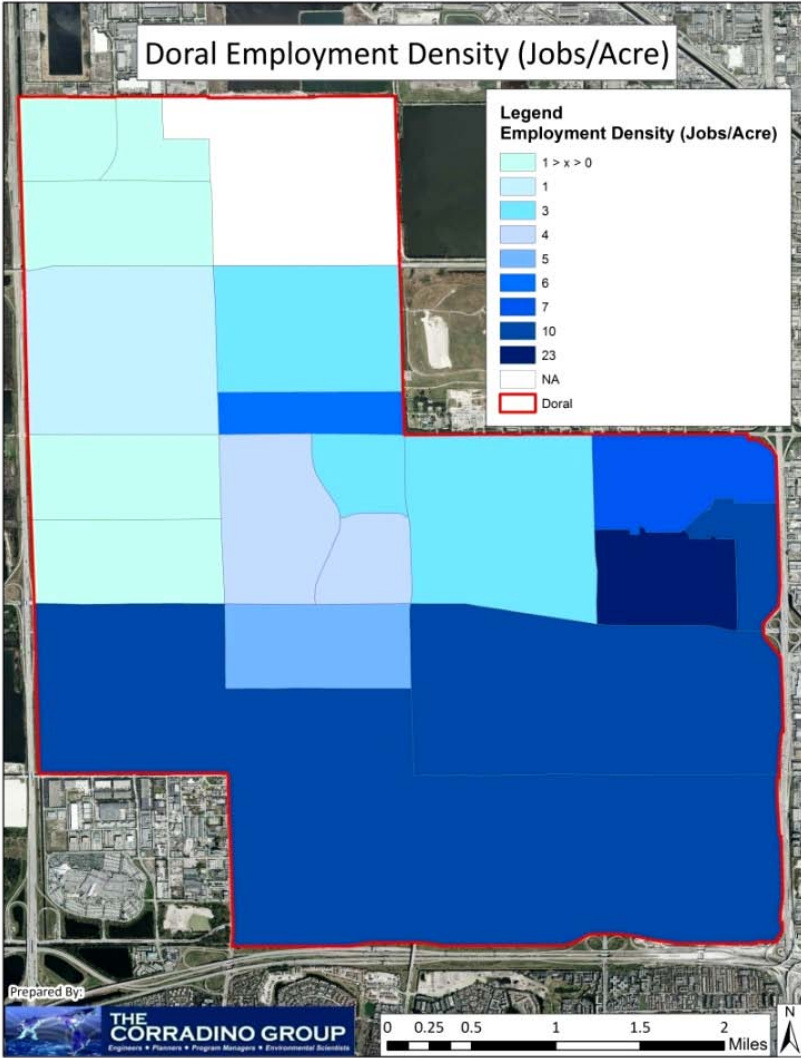 Doral Employment Density (Jobs/Acre)
Legend
Employment Density (Jobs/Acre)
1 > x > 0
1
3
4
5
6
7
10
23
NA
Doral
Prepared By:
THE
CORRADINO GROUP
Engineers • Planners • Program Managers • Environmental Scientists
0 0.25 0.5 1 1.5 2
Miles
N